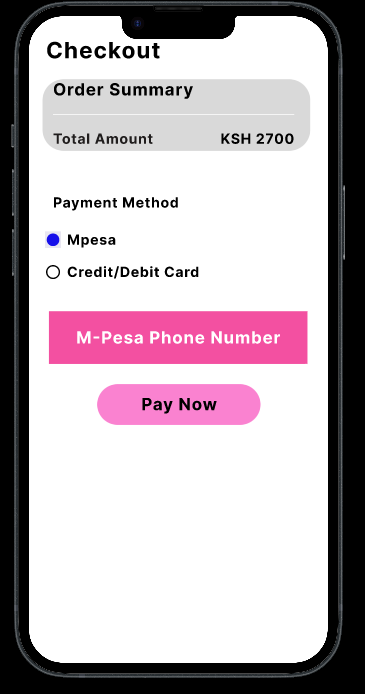 Checkout
Order Summary
Total Amount KSH 2700
Payment Method
Mpesa
Credit/Debit Card
M-Pesa Phone Number
Pay Now